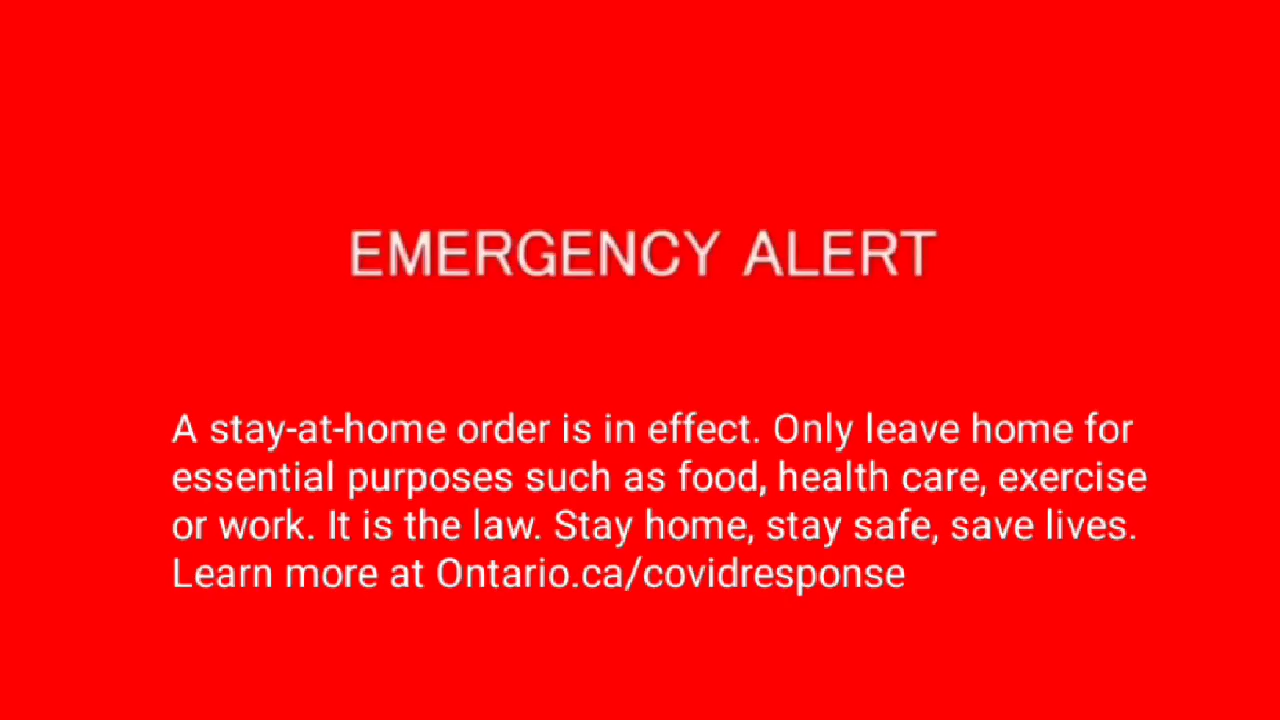 EMERGENCY ALERT
A stay-at-home order is in effect. Only leave home for
essential purposes such as food, health care, exercise
or work. It is the law. Stay home, stay safe, save lives.
Learn more at Ontario.ca/covidresponse